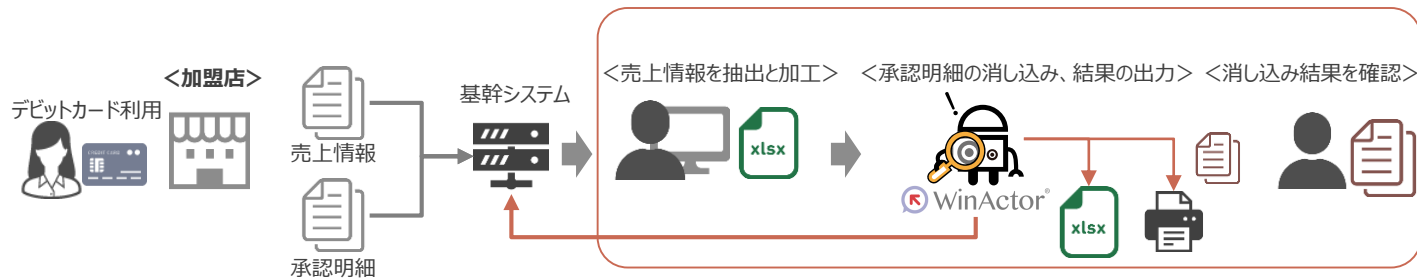 デビットカード利用
<加盟店>
CREDIT CARD
売上情報
承認明細
基幹システム
<売上情報を抽出と加工>
xlsx
<承認明細の消し込み、結果の出力>
WinActor®
xlsx
<消し込み結果を確認>